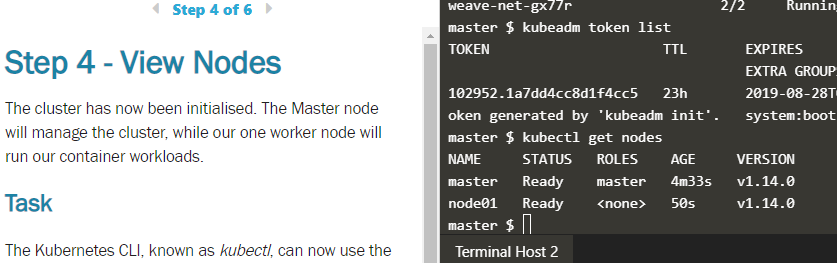 Step 4 of 6
Step 4 - View Nodes
The cluster has now been initialised. The Master node
will manage the cluster, while our one worker node will
run our container workloads.
Task
The Kubernetes CLI, known as kubectl, can now use the
weave-net-gx77r 2/2 Runnin
master $ kubeadm token list
TOKEN TTL EXPIRES
EXTRA GROUP
102952.1a7dd4cc8d1f4cc5 23h 2019-08-28T
oken generated by 'kubeadm init'. system:boot
master $ kubectl get nodes
NAME STATUS ROLES AGE VERSION
master Ready master 4m33s v1.14.0
node01 Ready <none> 50s v1.14.0
master $
Terminal Host 2